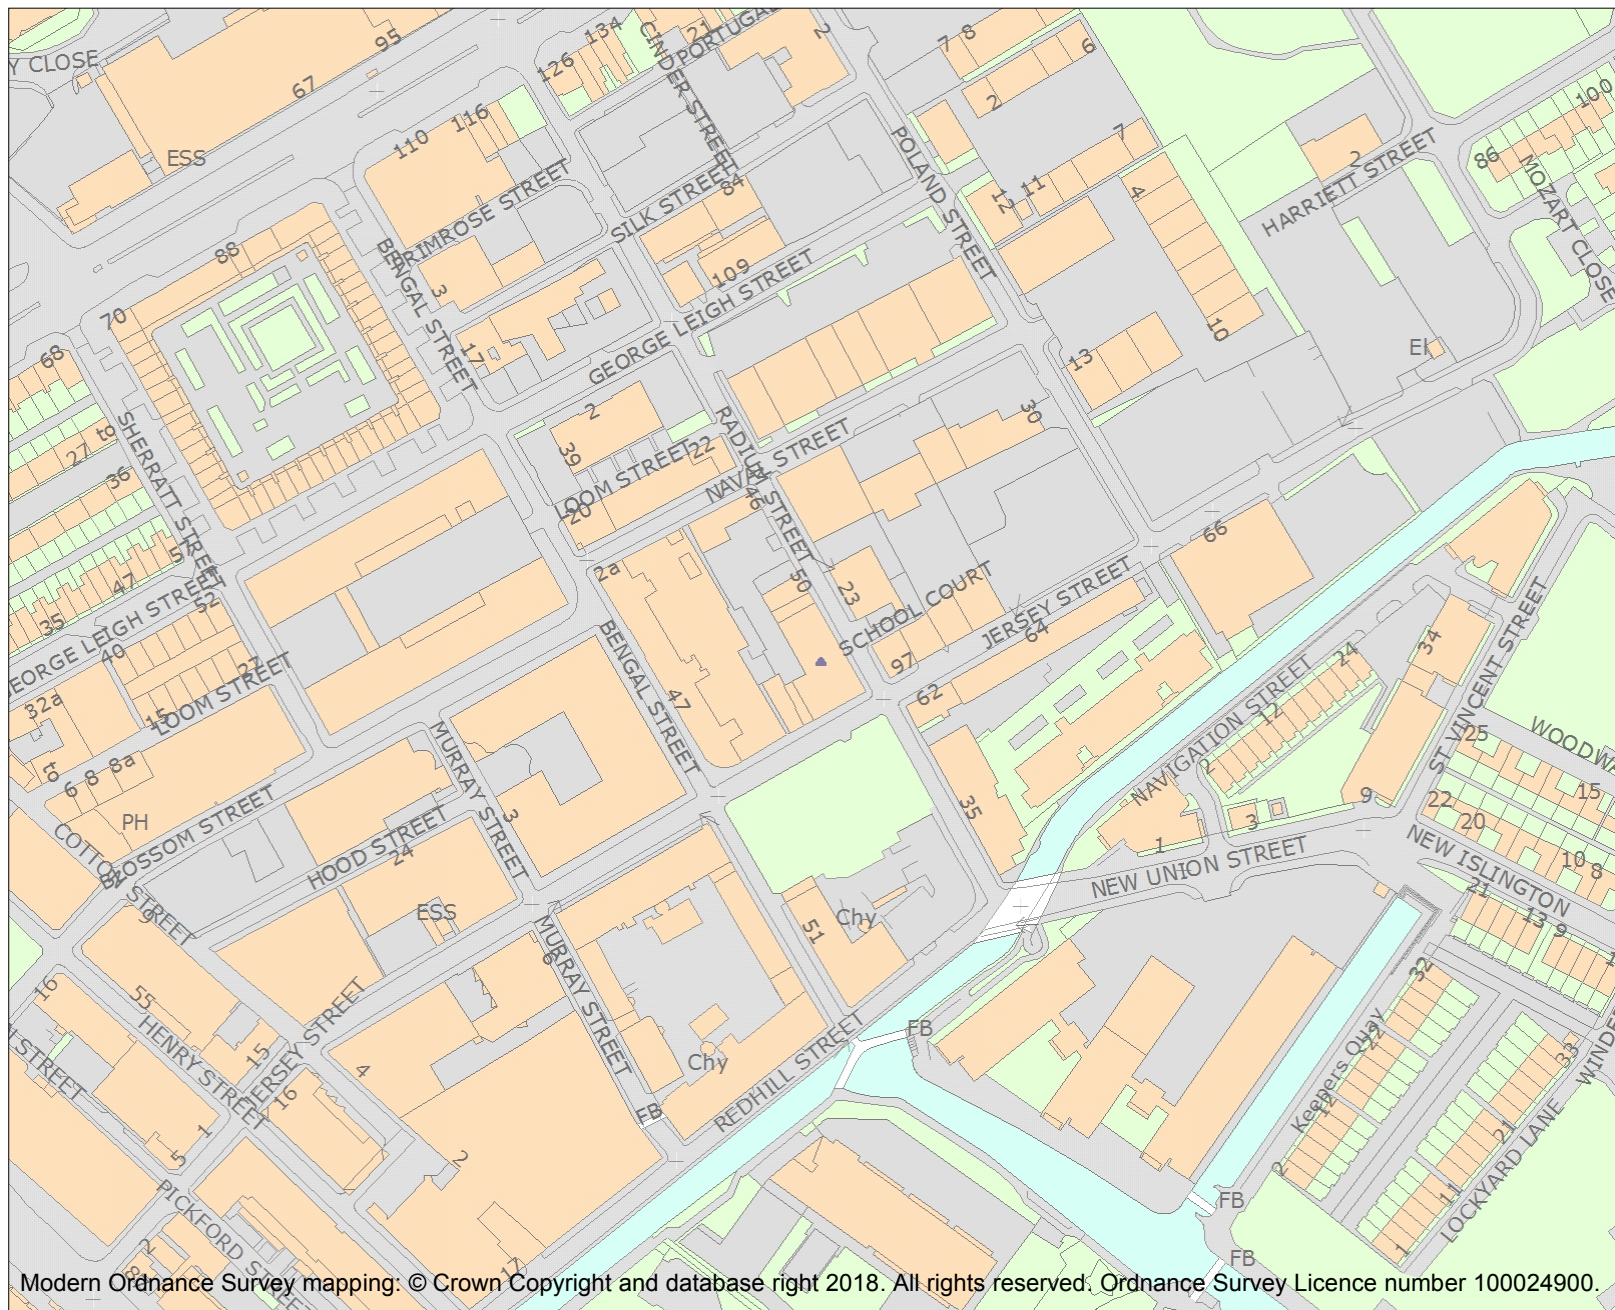 Y CLOSE
95
67
ESS
126
134
CINDER STREET
21
PORTUGAL
2
7
8
6
2
100
86
MOZART CLOSE
110
116
POLAND STREET
7
12
11
4
2
HARRIETT STREET
84
SILK STREET
PRIMROSE STREET
88
BENGAL STREET
3
109
GEORGE LEIGH STREET
70
68
17
10
13
El
SHERRATT STREET
27 to
36
39
2
RADIUM STREET
30
22
LOOM STREET
20
NAVAL STREET
46
57
47
35
52
GEORGE LEIGH STREET
2a
50
23
SCHOOL COURT
JERSEY STREET
66
64
97
62
ST VINCENT STREET
34
24
12
2
NAVIGATION STREET
40
27
32a
15
LOOM STREET
BENGAL STREET
47
to
6
8
8a
PH
BLOSSOM STREET
MURRAY STREET
3
35
25
WOODWA
22
20
15
10
8
9
3
1
NEW UNION STREET
NEW ISLINGTON
COTTON STREET
HOOD STREET
24
ESS
9
51
Chy
21
13
9
1
32
16
55
HENRY STREET
JERSEY STREET
15
16
4
6
MURRAY STREET
Chy
FB
REDHILL STREET
FB
22
Keepers Quay
12
2
33
WINDE
21
LOCKYARD LANE
11
1
STREET
1
5
2
PICKFORD STREET
2
8
17
FB
FB
Modern Ordnance Survey mapping: © Crown Copyright and database right 2018. All rights reserved. Ordnance Survey Licence number 100024900.